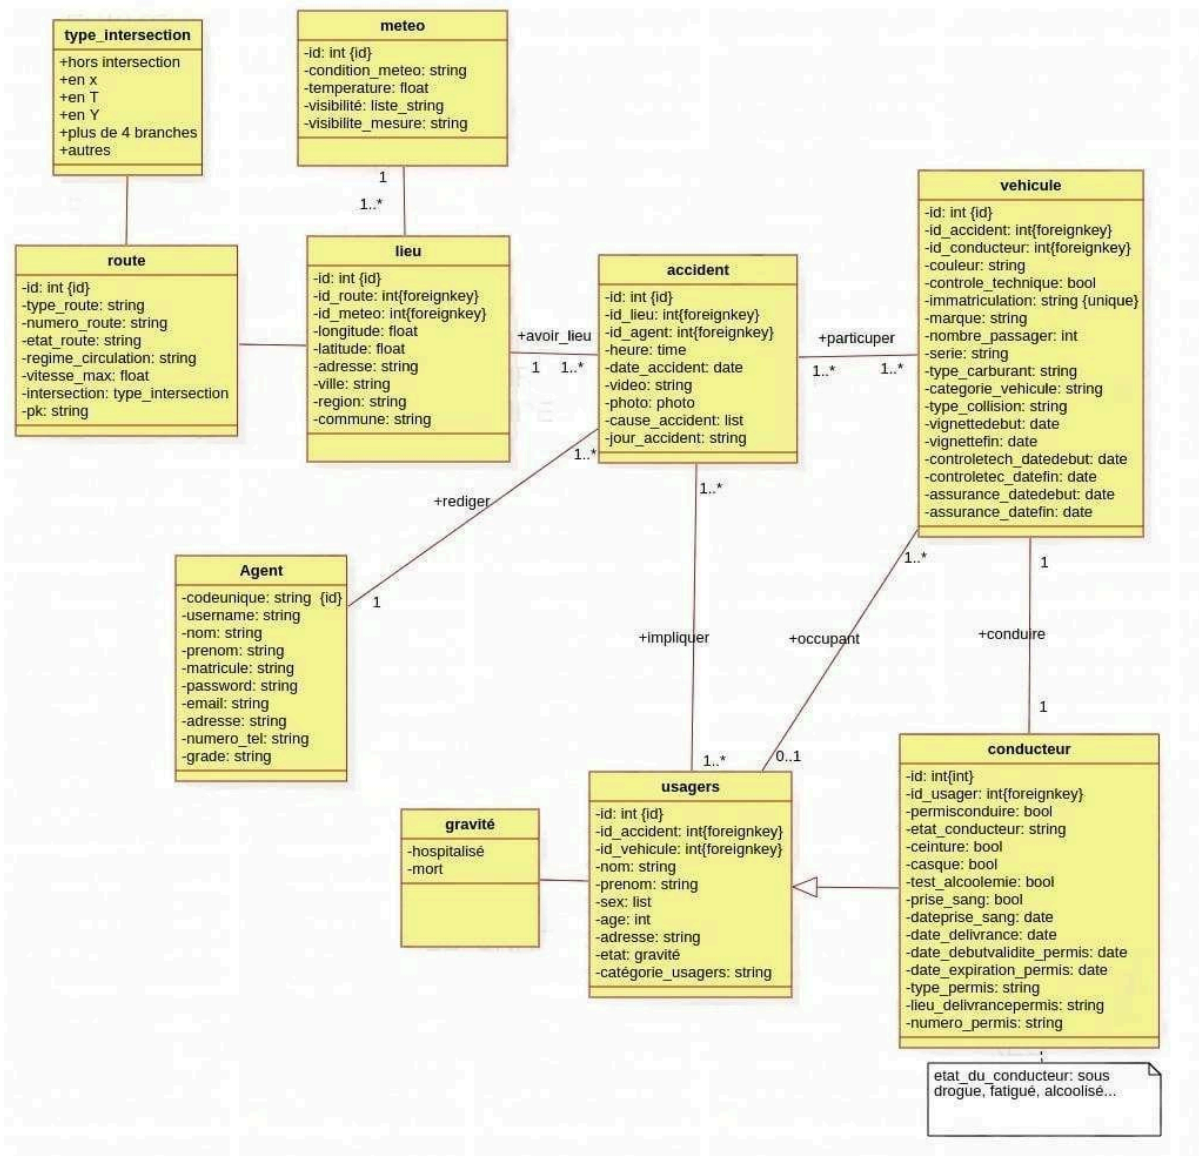 type_intersection
+hors intersection
+en x
+en T
+en Y
+plus de 4 branches
+autres
meteo
-id: int {id}
-condition_meteo: string
-temperature: float
-visibilité: liste_string
-visibilite_mesure: string
1
1..*
route
-id: int {id}
-type_route: string
-numero_route: string
-etat_route: string
-regime_circulation: string
-vitesse_max: float
-intersection: type_intersection
-pk: string
lieu
-id: int {id}
-id_route: int{foreignkey}
-id_meteo: int{foreignkey}
-longitude: float
-latitude: float
-adresse: string
-ville: string
-region: string
-commune: string
+avoir_lieu
1 1..*
accident
-id: int {id}
-id_lieu: int{foreignkey}
-id_agent: int{foreignkey}
-heure: time
-date_accident: date
-video: string
-photo: photo
-cause_accident: list
-jour_accident: string
+particuper
1..* 1..*
vehicule
-id: int {id}
-id_accident: int{foreignkey}
-id_conducteur: int{foreignkey}
-couleur: string
-controle_technique: bool
-immatriculation: string {unique}
-marque: string
-nombre_passager: int
-serie: string
-type_carburant: string
-categorie_vehicule: string
-type_collision: string
-vignettedebut: date
-vignettefin: date
-controletech_datedebut: date
-controletec_datefin: date
-assurance_datedebut: date
-assurance_datefin: date
1..*
+rediger
1
Agent
-codeunique: string {id}
-username: string
-nom: string
-prenom: string
-matricule: string
-password: string
-email: string
-adresse: string
-numero_tel: string
-grade: string
1..*
+impliquer
1..*
1..*
+occupant
0..1
1
+conduire
1
gravité
-hospitalisé
-mort
usagers
-id: int {id}
-id_accident: int{foreignkey}
-id_vehicule: int{foreignkey}
-nom: string
-prenom: string
-sex: list
-age: int
-adresse: string
-etat: gravité
-catégorie_usagers: string
conducteur
-id: int{int}
-id_usager: int{foreignkey}
-permisconduire: bool
-etat_conducteur: string
-ceinture: bool
-casque: bool
-test_alcoolemie: bool
-prise_sang: bool
-dateprise_sang: date
-date_delivrance: date
-date_debutvalidite_permis: date
-date_expiration_permis: date
-type_permis: string
-lieu_delivrancepermis: string
-numero_permis: string
etat_du_conducteur: sous
drogue, fatigué, alcoolisé...